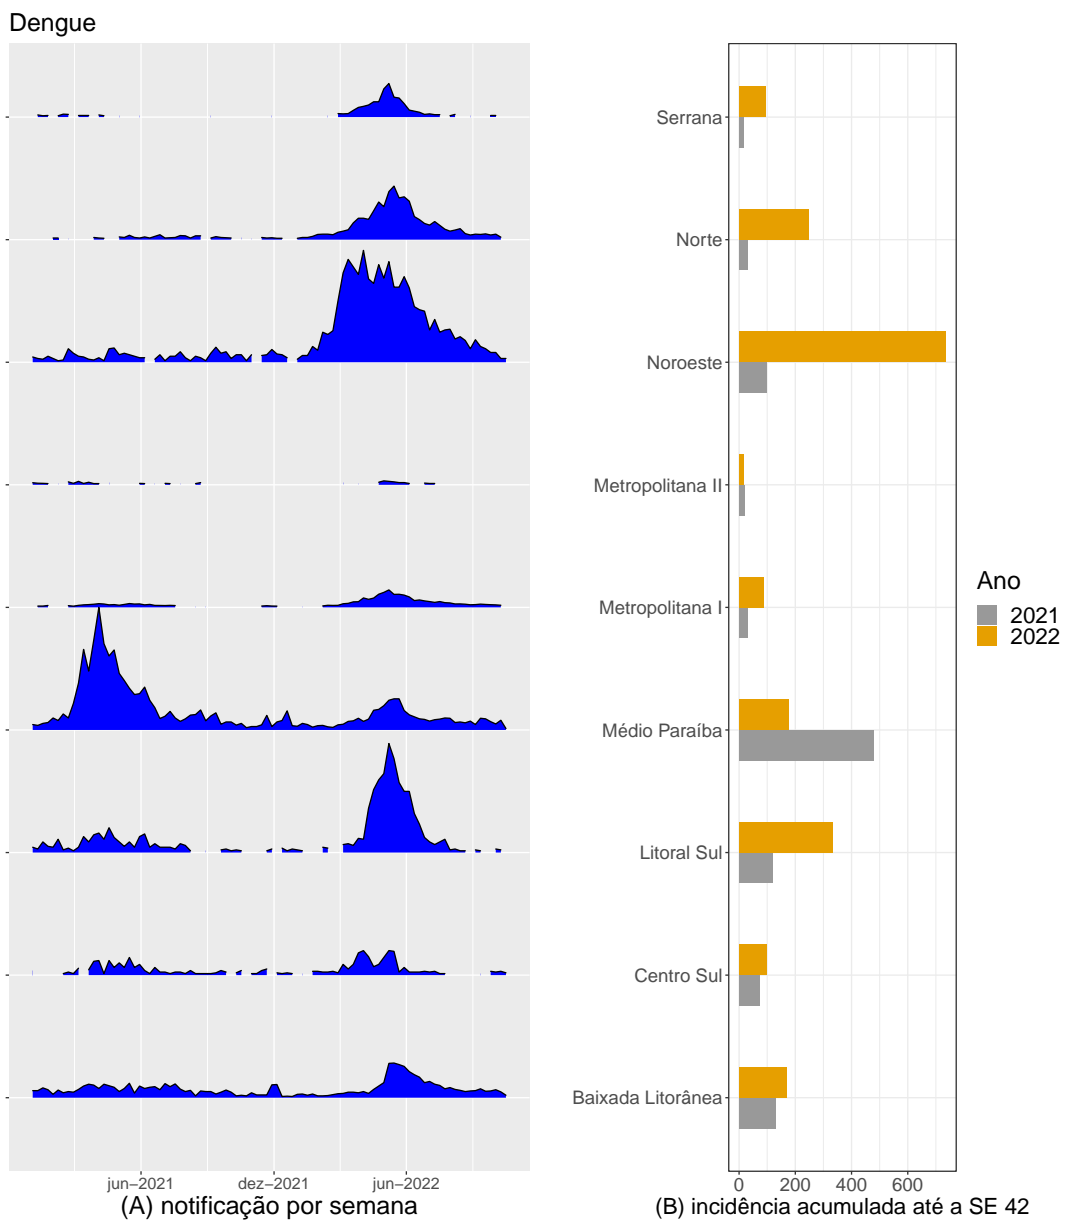 Dengue
Serrana
Norte
Noroeste
Metropolitana II
Metropolitana I
Médio Paraíba
Litoral Sul
Centro Sul
Baixada Litorânea
Ano
2021
2022
jun−2021 dez−2021 jun−2022
(A) notificação por semana
0 200 400 600
(B) incidência acumulada até a SE 42